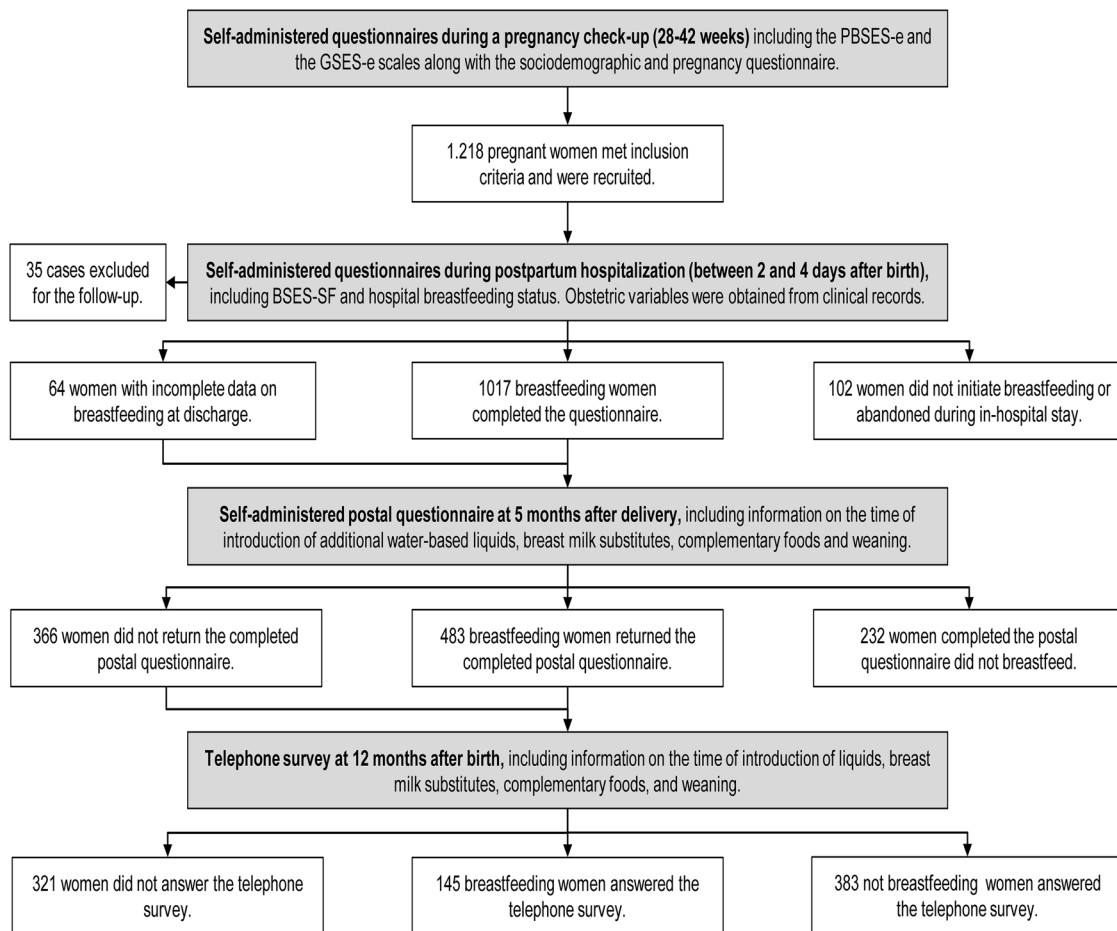 Self-administered questionnaires during a pregnancy check-up (28-42 weeks) including the PBSES-e and
the GSES-e scales along with the sociodemographic and pregnancy questionnaire.
1.218 pregnant women met inclusion
criteria and were recruited.
35 cases excluded
for the follow-up.
Self-administered questionnaires during postpartum hospitalization (between 2 and 4 days after birth),
including BSES-SF and hospital breastfeeding status. Obstetric variables were obtained from clinical records.
64 women with incomplete data on
breastfeeding at discharge.
1017 breastfeeding women
completed the questionnaire.
102 women did not initiate breastfeeding or
abandoned during in-hospital stay.
Self-administered postal questionnaire at 5 months after delivery, including information on the time of
introduction of additional water-based liquids, breast milk substitutes, complementary foods and weaning.
366 women did not return the completed
postal questionnaire.
483 breastfeeding women returned the
completed postal questionnaire.
232 women completed the postal
questionnaire did not breastfeed.
Telephone survey at 12 months after birth, including information on the time of introduction of liquids, breast
milk substitutes, complementary foods, and weaning.
321 women did not answer the telephone
survey.
145 breastfeeding women answered the
telephone survey.
383 not breastfeeding women answered
the telephone survey.